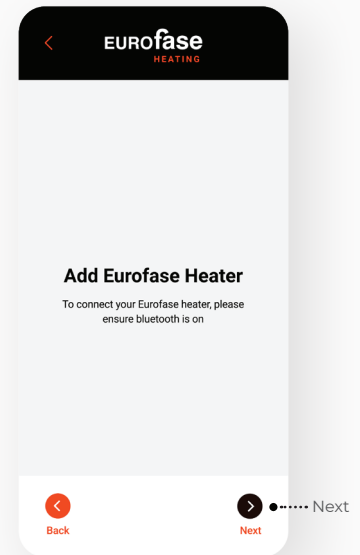 EUROfase
HEATING
Add Eurofase Heater
To connect your Eurofase heater, please
ensure bluetooth is on
Back
Next
Next